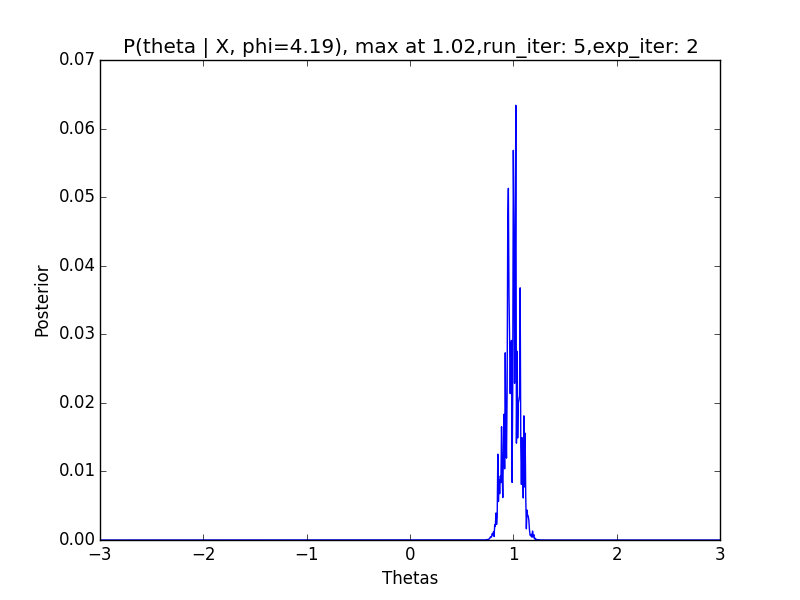 P(theta | X, phi=4.19), max at 1.02,run_iter: 5,exp_iter: 2
0.07
0.06
0.05
0.04
0.03
0.02
0.01
0.00
Posterior
−3 −2 −1 0 1 2 3
Thetas